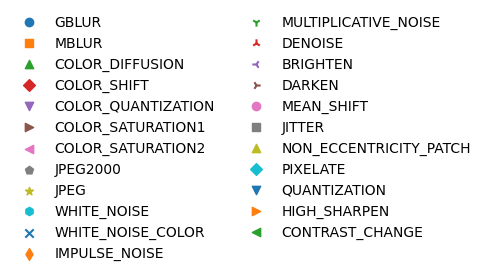 GBLUR
MBLUR
COLOR_DIFFUSION
COLOR_SHIFT
COLOR_QUANTIZATION
COLOR_SATURATION1
COLOR_SATURATION2
JPEG2000
JPEG
WHITE_NOISE
WHITE_NOISE_COLOR
IMPULSE_NOISE
MULTIPLICATIVE_NOISE
DENOISE
BRIGHTEN
DARKEN
MEAN_SHIFT
JITTER
NON_ECCENTRICITY_PATCH
PIXELATE
QUANTIZATION
HIGH_SHARPEN
CONTRAST_CHANGE